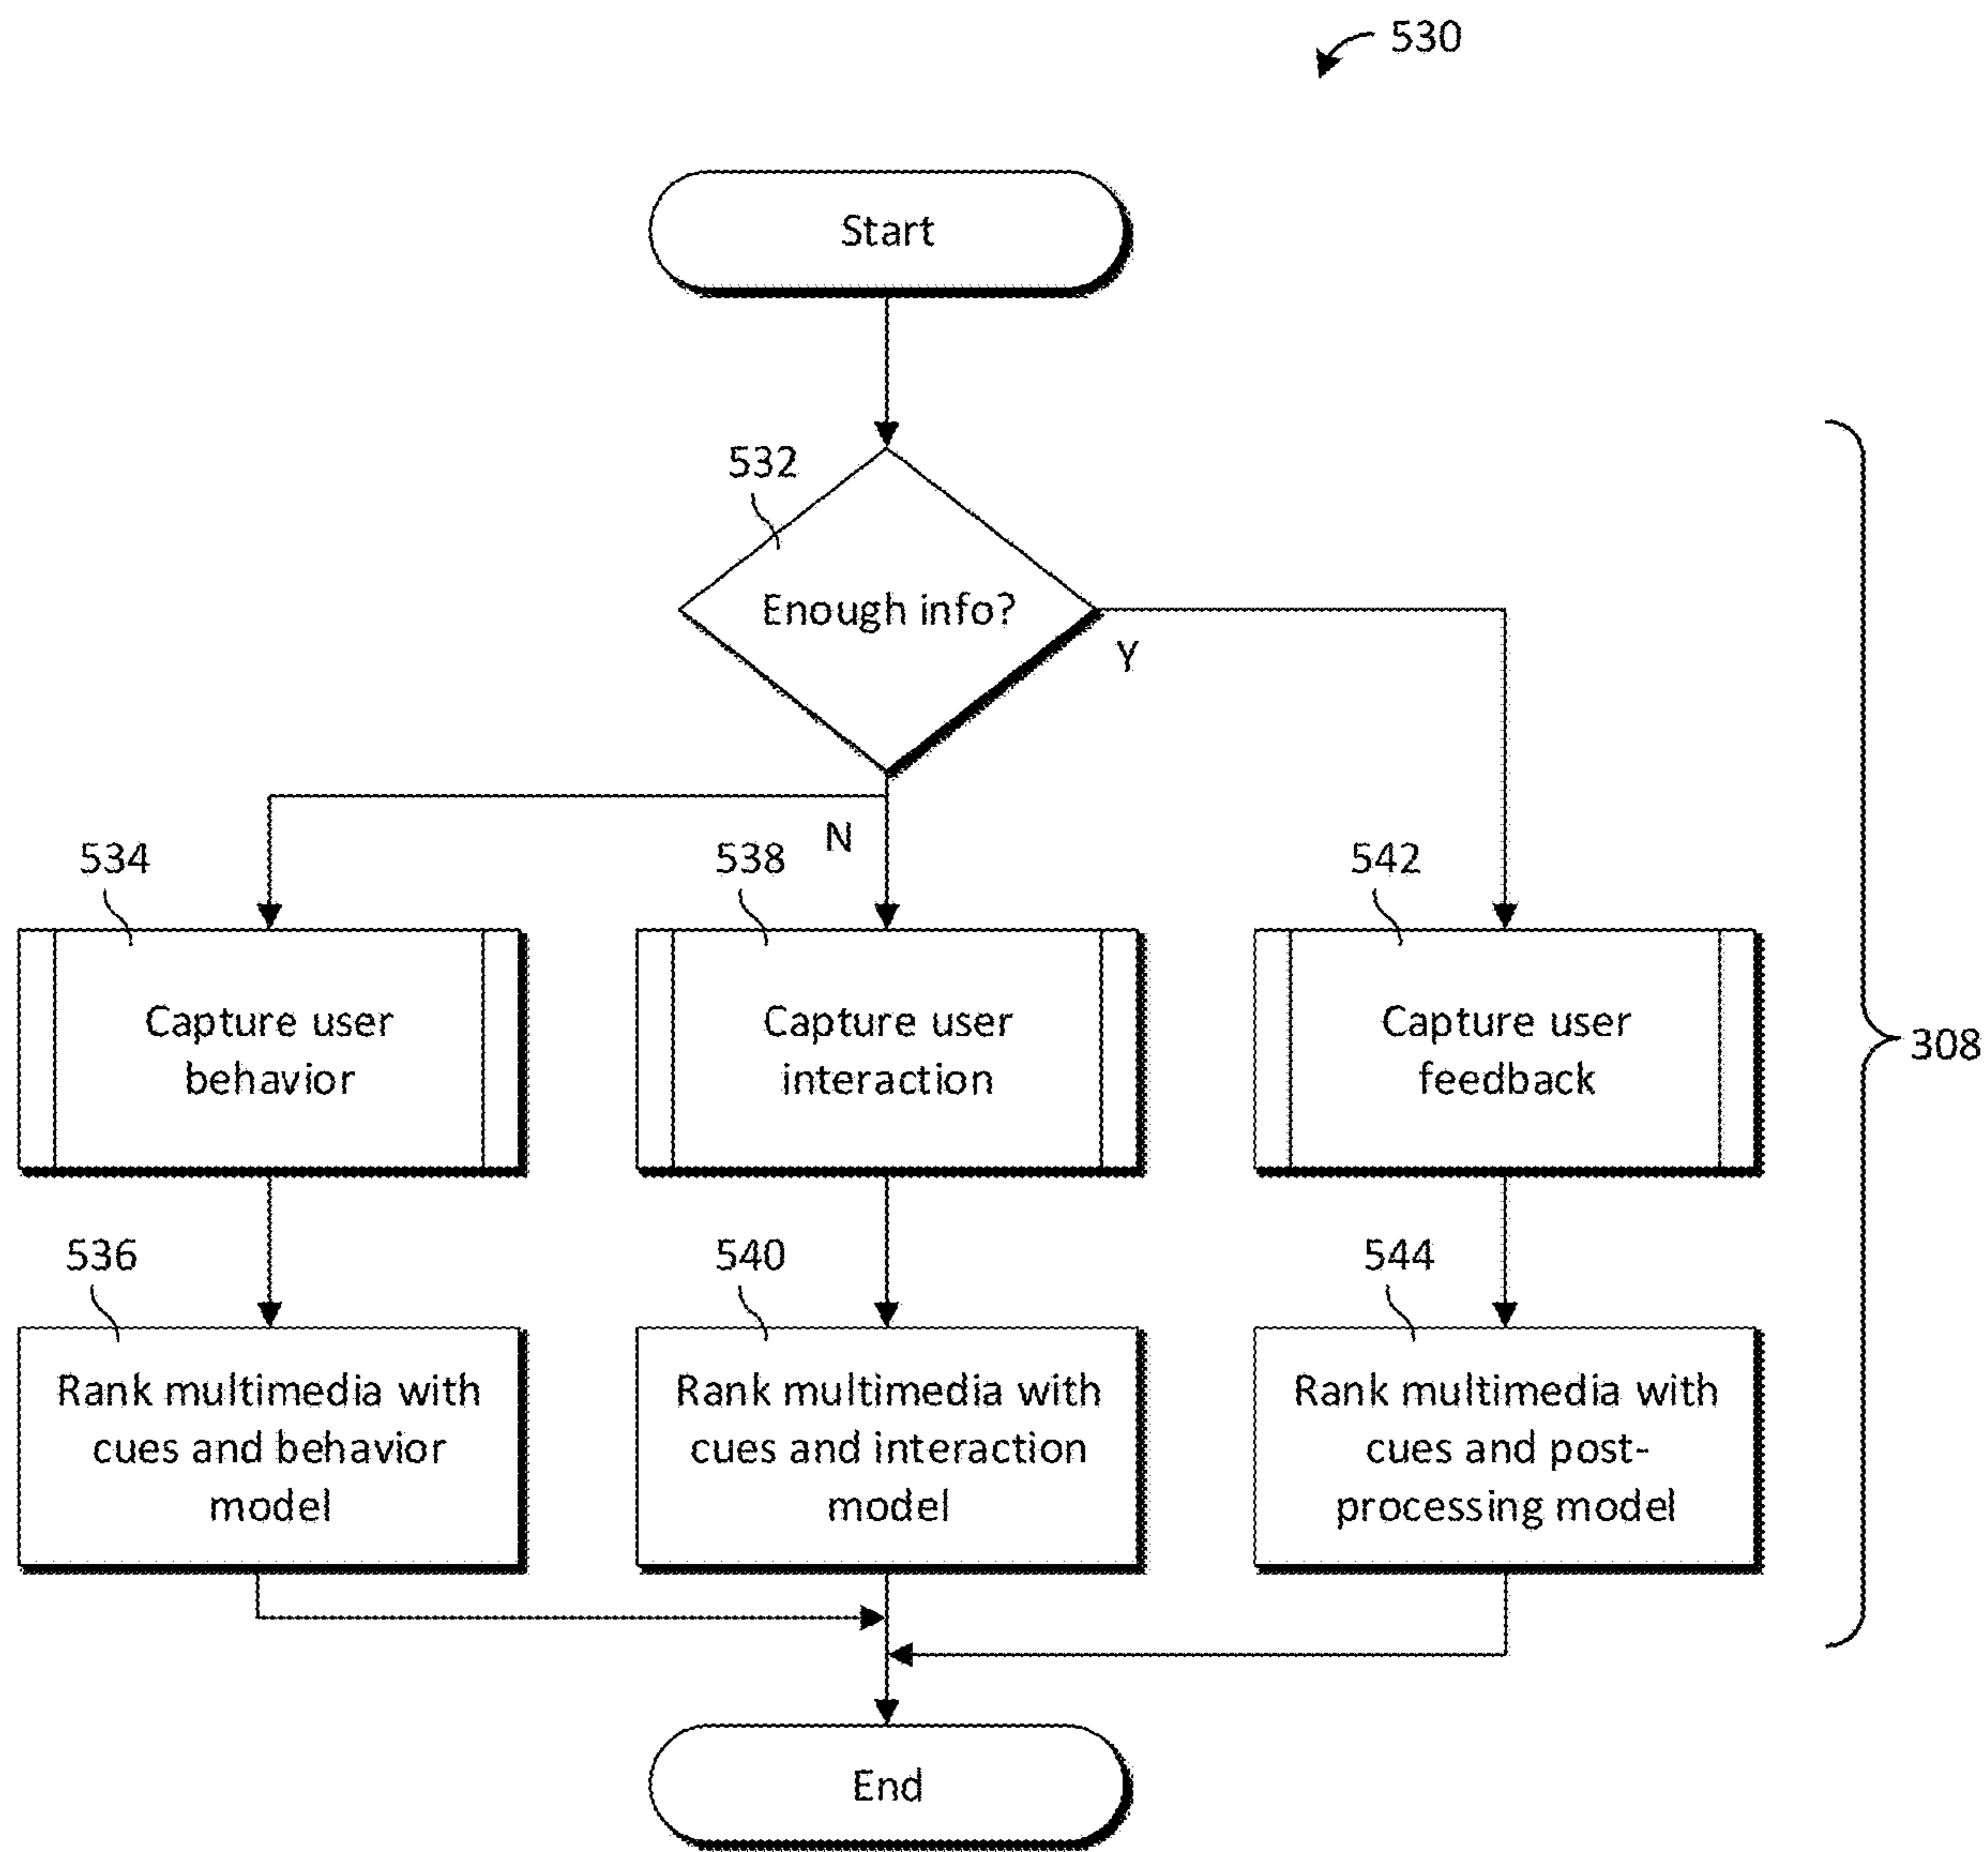 530
Start
532
Enough info?
Y
N
534
538
542
Capture user
behavior
Capture user
interaction
Capture user
feedback
308
536
540
544
Rank multimedia with
cues and behavior
model
Rank multimedia with
cues and interaction
model
Rank multimedia with
cues and post-
processing model
End